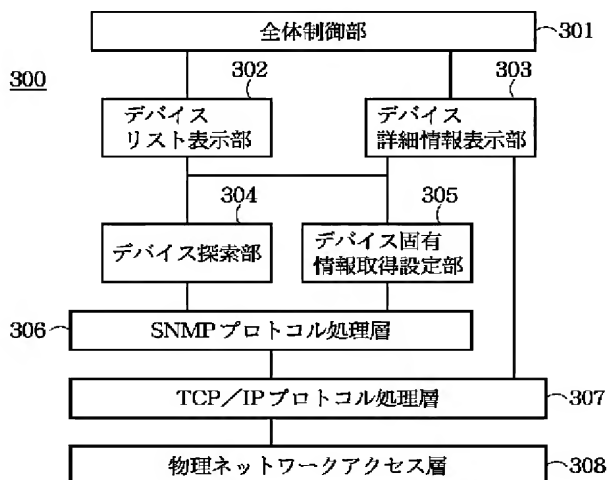 全体制御部
301
300
302
303
デバイス
リスト表示部
デバイス
詳細情報表示部
304
305
デバイス探索部
デバイス固有
情報取得設定部
306
SNMPプロトコル処理層
TCP/IPプロトコル処理層
307
物理ネットワークアクセス層
308